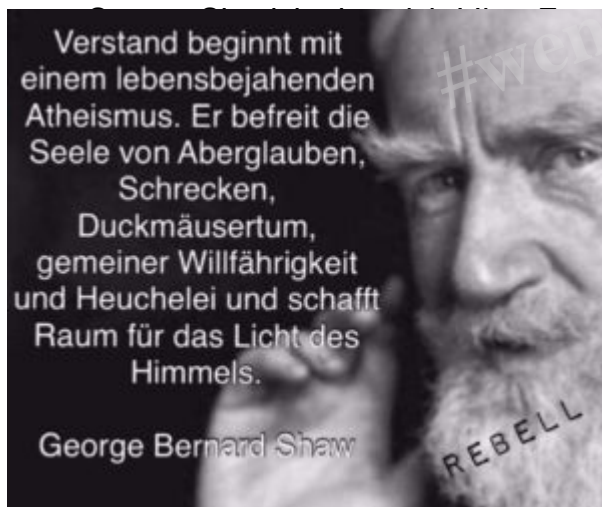 Verstand beginnt mit
einem lebensbejahenden
Atheismus. Er befreit die
Seele von Aberglauben,
Schrecken,
Duckmäusertum,
gemeiner Willfährigkeit
und Heuchelei und schafft
Raum für das Licht des
Himmels.
George Bernard Shaw
REBELL